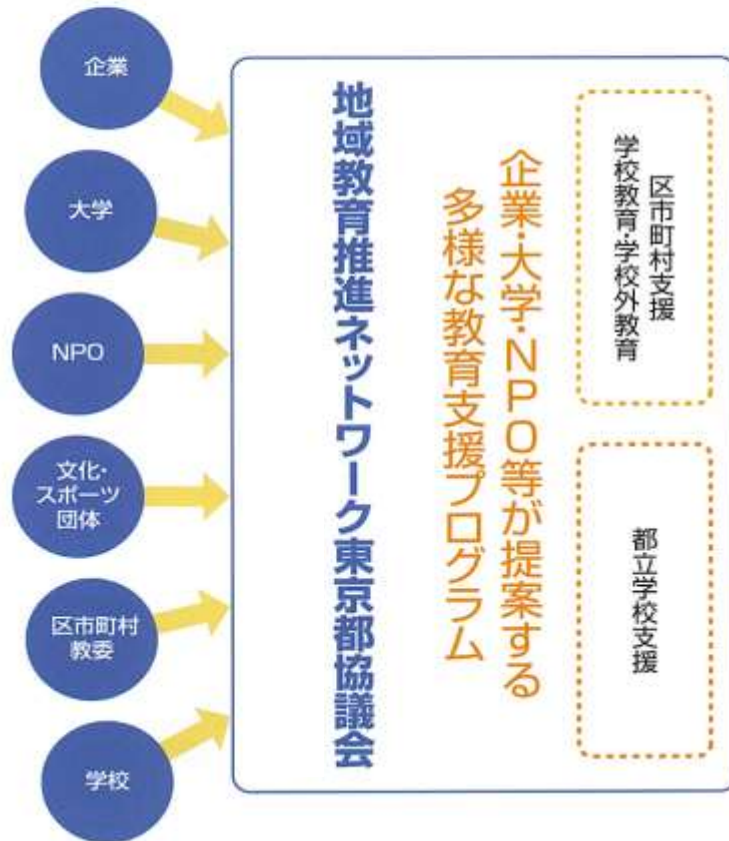 企業
大学
NPO
文化・
スポーツ
団体
区市町村
教委
学校
地域教育推進ネットワーク東京都協議会
企業・大学・NPO等が提案する
多様な教育支援プログラム
区市町村支援
学校教育・学校外教育
都立学校支援